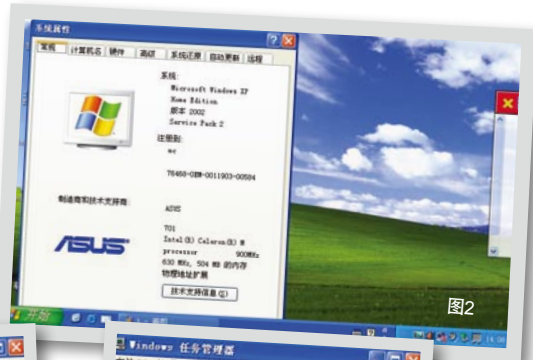 系统属性
常规 计算机名 硬件 高级 系统还原 自动更新 远程
系统:
Microsoft Windows XP
Home Edition
版本 2002
Service Pack 2
注册到:
mc
76460-OEM-0011903-00504
制造商和技术支持商:
ASUS
701
Intel(R) Celeron(R) M
processor 900MHz
630 MHz, 504 MB 的内存
物理地址扩展
ASUS
技术支持信息(S)
图2
开始
14:08
Windows 任务管理器